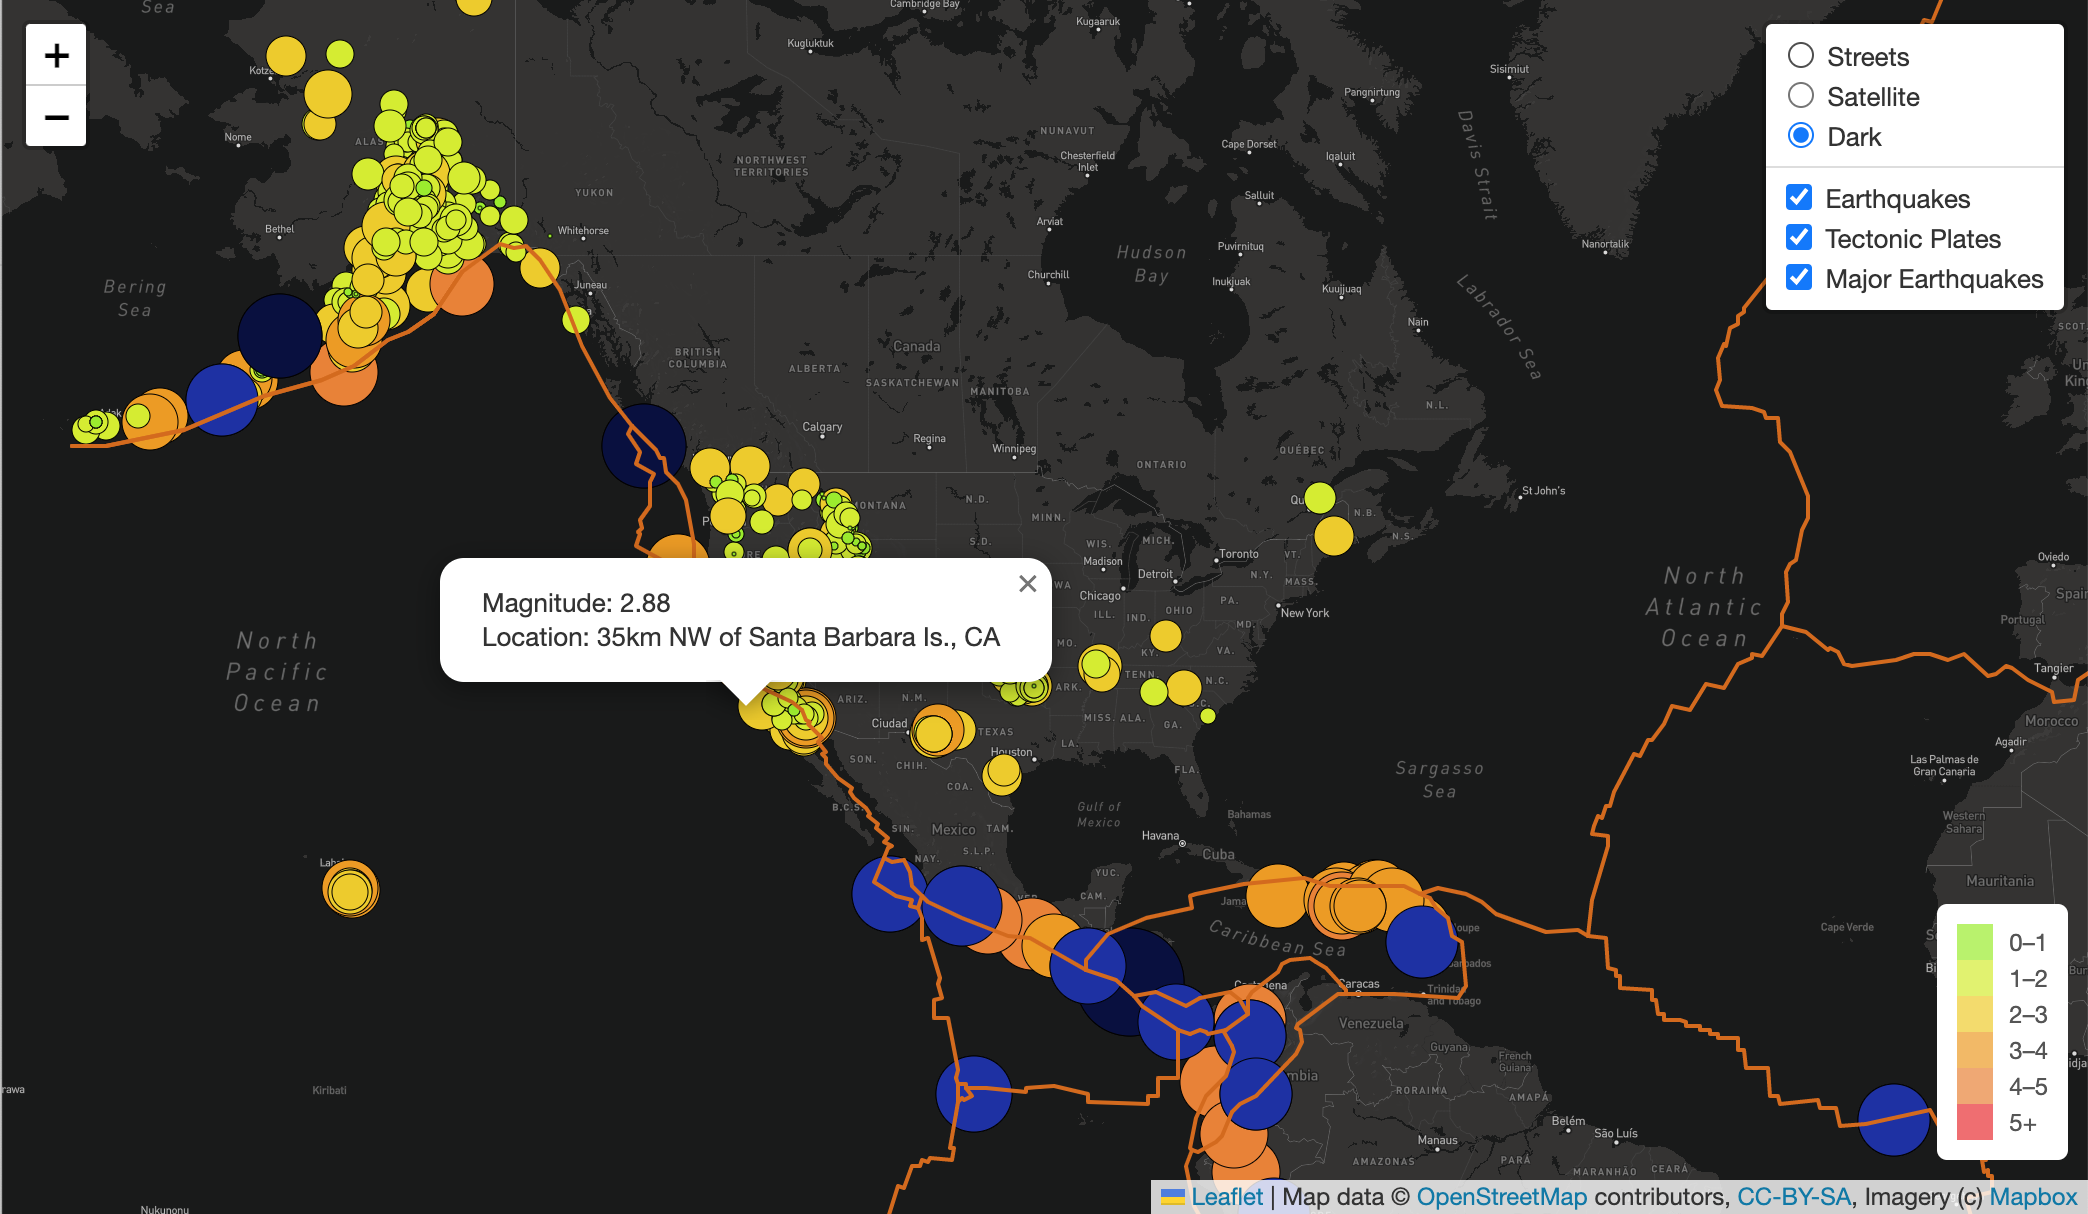 Sea
Cambridge Bay
Kugaaruk
Kugluktuk
+
−
Streets
Satellite
Dark
Earthquakes
Tectonic Plates
Major Earthquakes
Sisimiut
Pangnirtung
Davis Strait
Nome
NUNAVUT
Cape Dorset
Chesterfield
Inlet
Iqaluit
NORTHWEST
TERRITORIES
YUKON
Salluit
Bethel
Whitehorse
Arviat
Puvirnituq
Nanortalik
Hudson
Bay
Bering
Sea
Juneau
Churchill
Inukjuak
Kuujjuaq
Labrador Sea
Nain
BRITISH
COLUMBIA
Canada
ALBERTA
SASKATCHEWAN
MANITOBA
N.L.
Calgary
Regina
Winnipeg
ONTARIO
QUÉBEC
St John's
MONTANA
N.D.
MINN.
N.B.
N.S.
S.D.
WIS.
MICH.
Madison
Toronto
VT.
Detroit
N.Y.
MASS.
Chicago
New York
ILL.
IND.
OHIO
PA.
MD.
MO.
KY.
VA.
TENN.
N.C.
ARK.
Oviedo
Spain
Portugal
Tangier
Morocco
Agadir
North
Atlantic
Ocean
North
Pacific
Ocean
Magnitude: 2.88
Location: 35km NW of Santa Barbara Is., CA
×
ARIZ.
N.M.
Ciudad
TEXAS
MISS.
ALA.
GA.
LA.
Houston
SON.
CHIH.
COA.
FLA.
Sargasso
Sea
Las Palmas de
Gran Canaria
Western
Sahara
B.C.S.
SIN.
Mexico
TAM.
Gulf of
Mexico
Bahamas
Havana
Cuba
NAY.
S.L.P.
YUC.
CAM.
Caribbean Sea
Mauritania
Cape Verde
Caracas
Trinidad
and Tobago
Venezuela
Guyana
French
Guiana
RORAIMA
AMAPÁ
Kiribati
Belém
São Luís
Manaus
AMAZONAS
PARÁ
MARANHÃO
CEARÁ
Nukunonu
0–1
1–2
2–3
3–4
4–5
5+
Leaflet | Map data © OpenStreetMap contributors, CC-BY-SA, Imagery (c) Mapbox